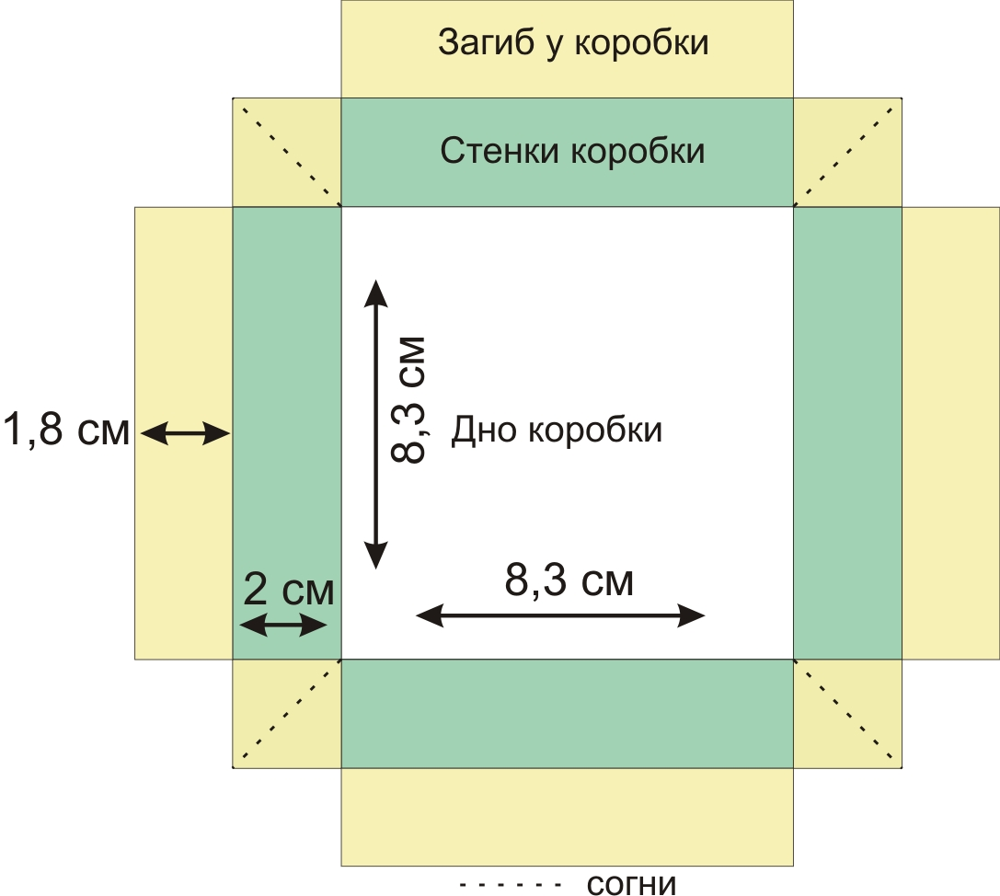 Загиб у коробки
Стенки коробки
8,3 см
1,8 см
Дно коробки
2 см
8,3 см
согни